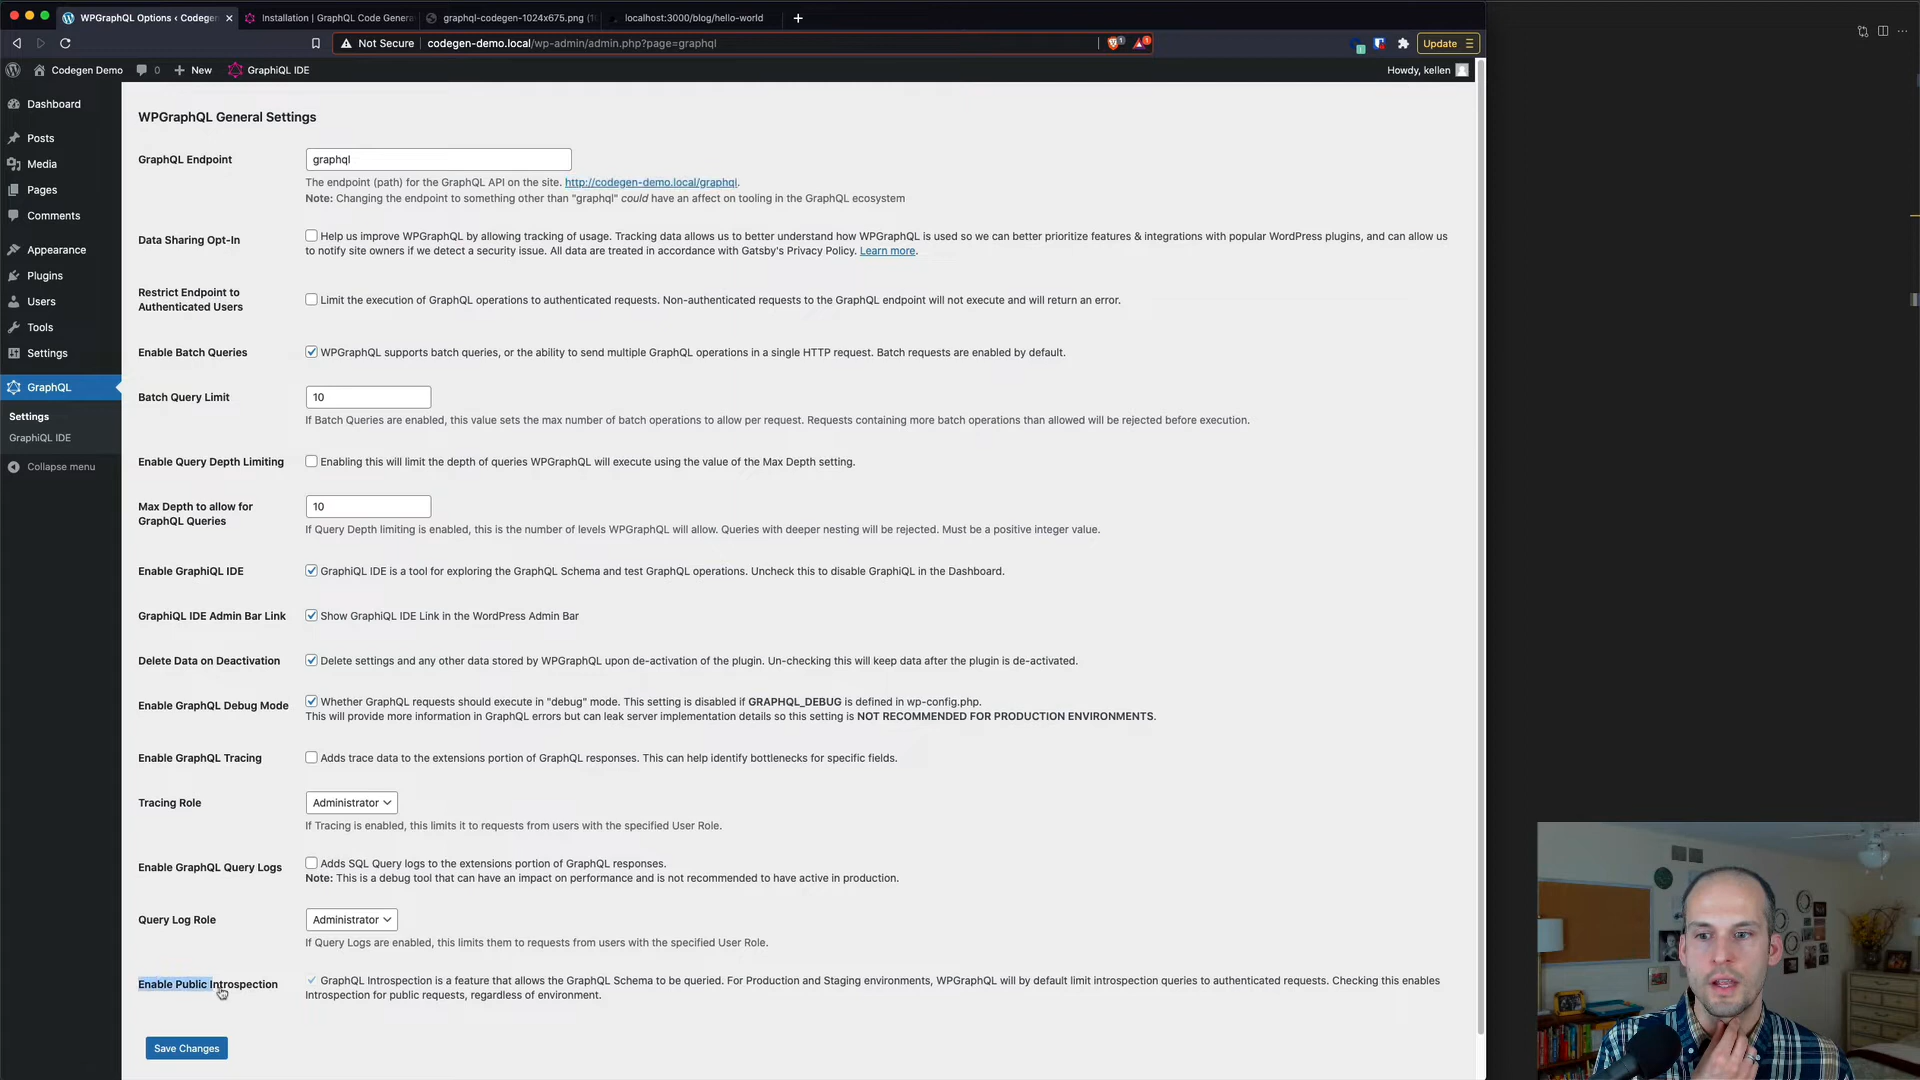 WPGraphQL Options ‹ Codegen
Installation | GraphQL Code Genera
graphql-codegen-1024x675.png (1
localhost:3000/blog/hello-world
Not Secure
codegen-demo.local/wp-admin/admin.php?page=graphql
Update
Codegen Demo
0
New
GraphiQL IDE
Howdy, kellen
Dashboard
Posts
Media
Pages
Comments
Appearance
Plugins
Users
Tools
Settings
GraphQL
Settings
GraphiQL IDE
Collapse menu
WPGraphQL General Settings
GraphQL Endpoint
graphql
The endpoint (path) for the GraphQL API on the site. http://codegen-demo.local/graphql.
Note: Changing the endpoint to something other than "graphql" could have an affect on tooling in the GraphQL ecosystem
Data Sharing Opt-In
Help us improve WPGraphQL by allowing tracking of usage. Tracking data allows us to better understand how WPGraphQL is used so we can better prioritize features & integrations with popular WordPress plugins, and can allow us
to notify site owners if we detect a security issue. All data are treated in accordance with Gatsby's Privacy Policy. Learn more.
Restrict Endpoint to
Authenticated Users
Limit the execution of GraphQL operations to authenticated requests. Non-authenticated requests to the GraphQL endpoint will not execute and will return an error.
Enable Batch Queries
WPGraphQL supports batch queries, or the ability to send multiple GraphQL operations in a single HTTP request. Batch requests are enabled by default.
Batch Query Limit
10
If Batch Queries are enabled, this value sets the max number of batch operations to allow per request. Requests containing more batch operations than allowed will be rejected before execution.
Enable Query Depth Limiting
Enabling this will limit the depth of queries WPGraphQL will execute using the value of the Max Depth setting.
Max Depth to allow for
GraphQL Queries
10
If Query Depth limiting is enabled, this is the number of levels WPGraphQL will allow. Queries with deeper nesting will be rejected. Must be a positive integer value.
Enable GraphiQL IDE
GraphiQL IDE is a tool for exploring the GraphQL Schema and test GraphQL operations. Uncheck this to disable GraphiQL in the Dashboard.
GraphiQL IDE Admin Bar Link
Show GraphiQL IDE Link in the WordPress Admin Bar
Delete Data on Deactivation
Delete settings and any other data stored by WPGraphQL upon de-activation of the plugin. Un-checking this will keep data after the plugin is de-activated.
Enable GraphQL Debug Mode
Whether GraphQL requests should execute in "debug" mode. This setting is disabled if GRAPHQL_DEBUG is defined in wp-config.php.
This will provide more information in GraphQL errors but can leak server implementation details so this setting is NOT RECOMMENDED FOR PRODUCTION ENVIRONMENTS.
Enable GraphQL Tracing
Adds trace data to the extensions portion of GraphQL responses. This can help identify bottlenecks for specific fields.
Tracing Role
Administrator
If Tracing is enabled, this limits it to requests from users with the specified User Role.
Enable GraphQL Query Logs
Adds SQL Query logs to the extensions portion of GraphQL responses.
Note: This is a debug tool that can have an impact on performance and is not recommended to have active in production.
Query Log Role
Administrator
If Query Logs are enabled, this limits them to requests from users with the specified User Role.
Enable Public Introspection
GraphQL Introspection is a feature that allows the GraphQL Schema to be queried. For Production and Staging environments, WPGraphQL will by default limit introspection queries to authenticated requests. Checking this enables
Introspection for public requests, regardless of environment.
Save Changes